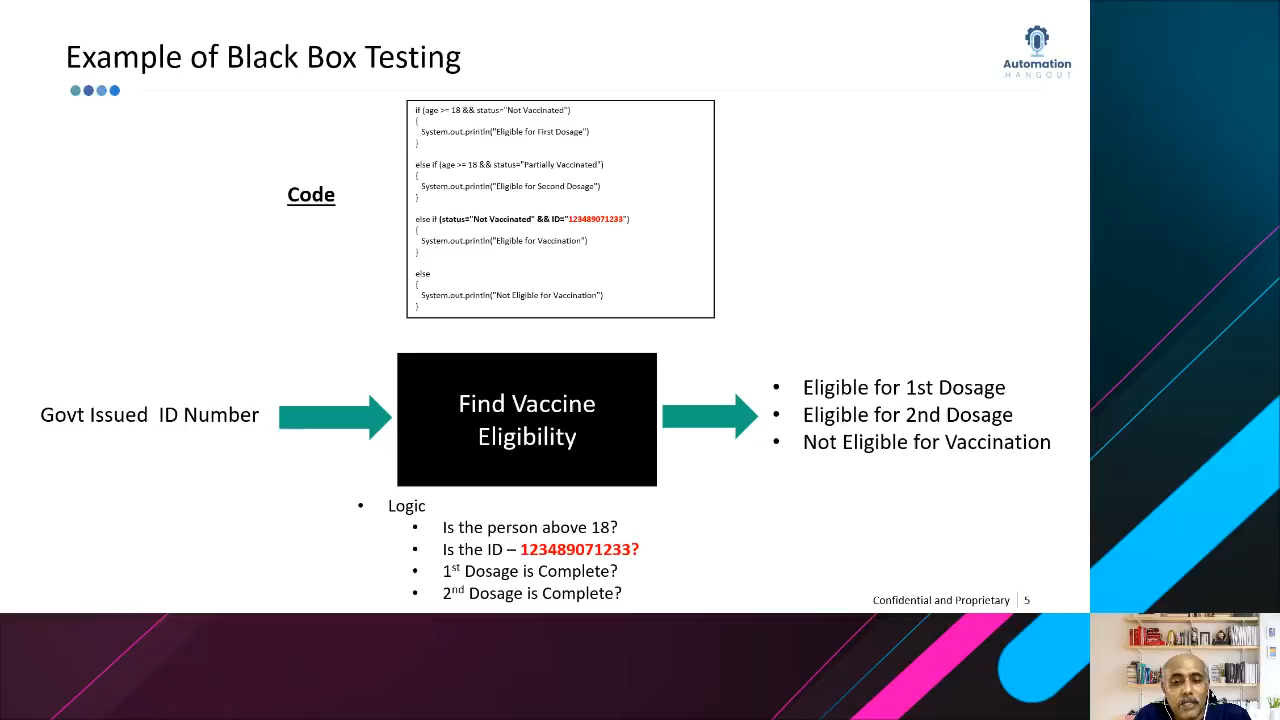 Example of Black Box Testing
Automation
HANGOUT
if (age >= 18 && status="Not Vaccinated")
{
System.out.println("Eligible for First Dosage")
}
else if (age >= 18 && status="Partially Vaccinated")
{
System.out.println("Eligible for Second Dosage")
}
else if (status="Not Vaccinated" && ID="123489071233")
{
System.out.println("Eligible for Vaccination")
}
else
{
System.out.println("Not Eligible for Vaccination")
}
Code
Govt Issued ID Number
Find Vaccine
Eligibility
• Eligible for 1st Dosage
• Eligible for 2nd Dosage
• Not Eligible for Vaccination
• Logic
• Is the person above 18?
• Is the ID – 123489071233?
• 1st Dosage is Complete?
• 2nd Dosage is Complete?
Confidential and Proprietary 5